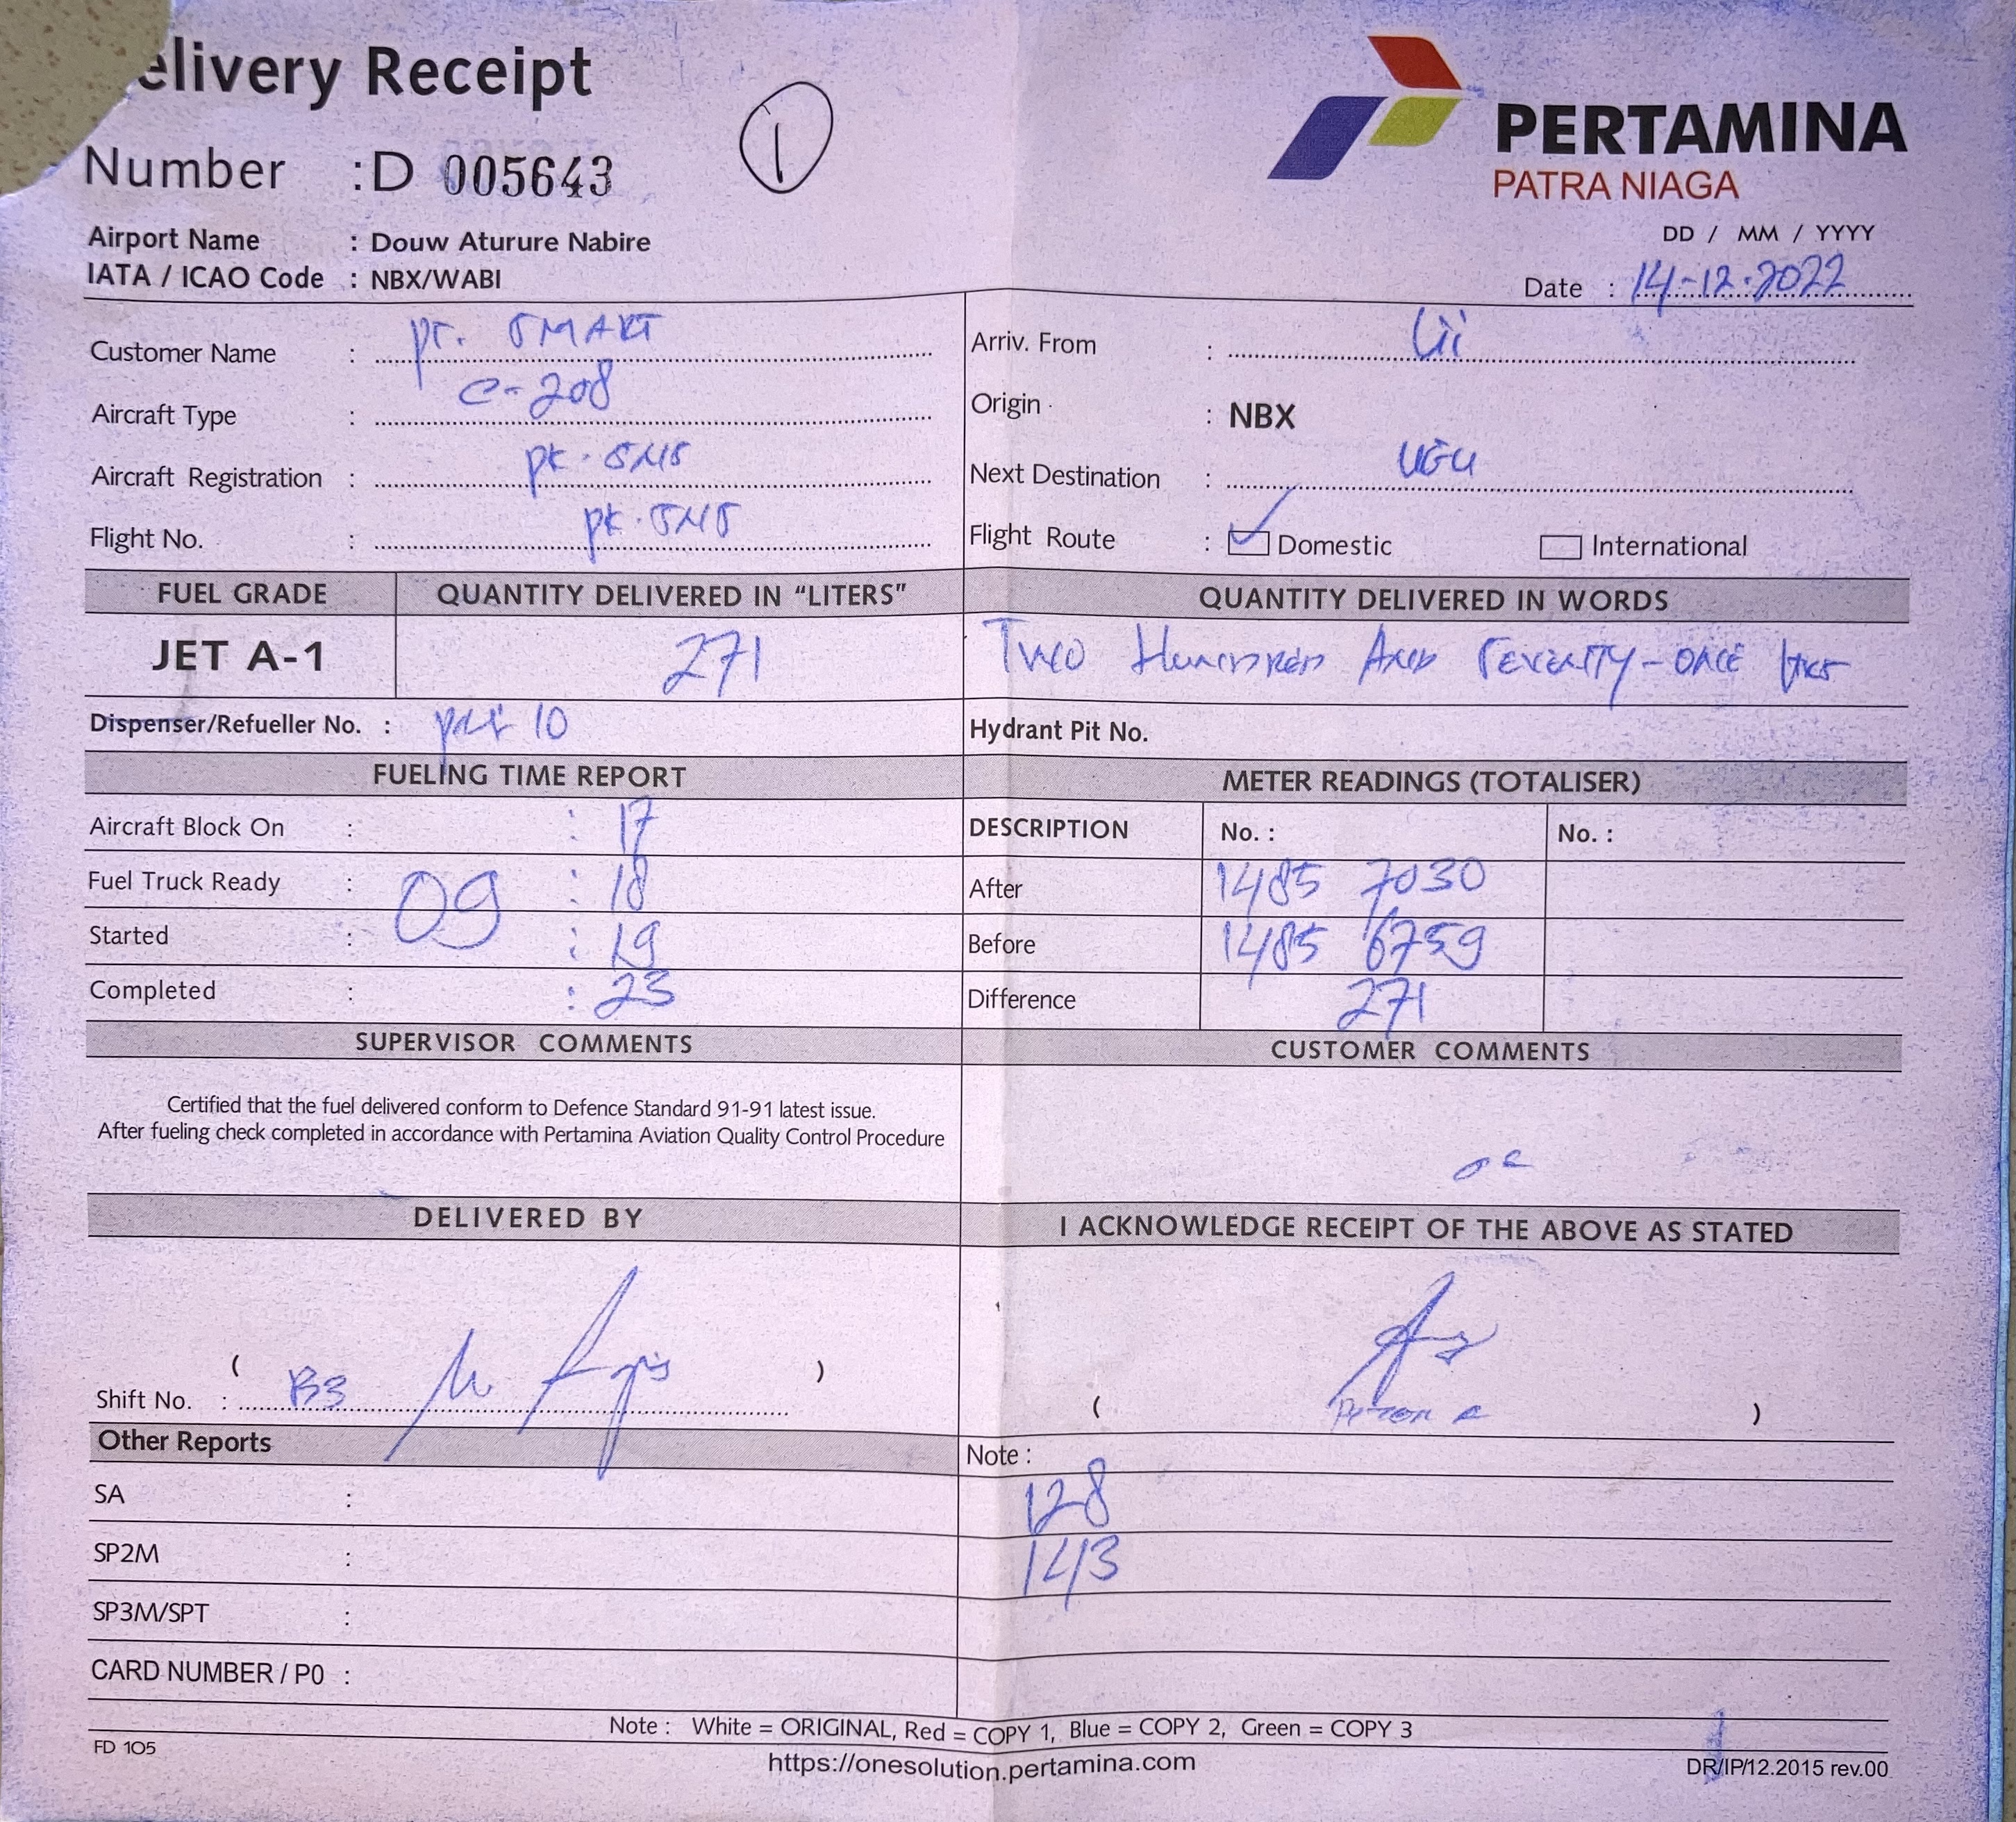 elivery Receipt
Number : D 005643
1
PERTAMINA
PATRA NIAGA
Airport Name : Douw Aturure Nabire
IATA / ICAO Code : NBX/WABI
DD / MM / YYYY
Date : 14-12-2022
Customer Name : PT. SMART
Aircraft Type : C-208
Aircraft Registration : PK-SNS
Flight No. : PK-SNS
Arriv. From :
Origin : NBX
Next Destination : UGU
Flight Route : Domestic International
FUEL GRADE QUANTITY DELIVERED IN “LITERS” QUANTITY DELIVERED IN WORDS
JET A-1 271 Two Hundred And Seventy-one
Dispenser/Refueller No. : 10 Hydrant Pit No.
FUELING TIME REPORT
Aircraft Block On : : 17
Fuel Truck Ready : 09 : 18
Started : : 19
Completed : : 23
METER READINGS (TOTALISER)
DESCRIPTION No. : No. :
After 1485 7030
Before 1485 6759
Difference 271
SUPERVISOR COMMENTS
Certified that the fuel delivered conform to Defence Standard 91-91 latest issue.
After fueling check completed in accordance with Pertamina Aviation Quality Control Procedure
CUSTOMER COMMENTS
DELIVERED BY
( )
Shift No. : B3
I ACKNOWLEDGE RECEIPT OF THE ABOVE AS STATED
( )
Other Reports
SA :
SP2M :
SP3M/SPT :
CARD NUMBER / P0 :
Note :
128
143
Note : White = ORIGINAL, Red = COPY 1, Blue = COPY 2, Green = COPY 3
FD 105
https://onesolution.pertamina.com
DR/IP/12.2015 rev.00